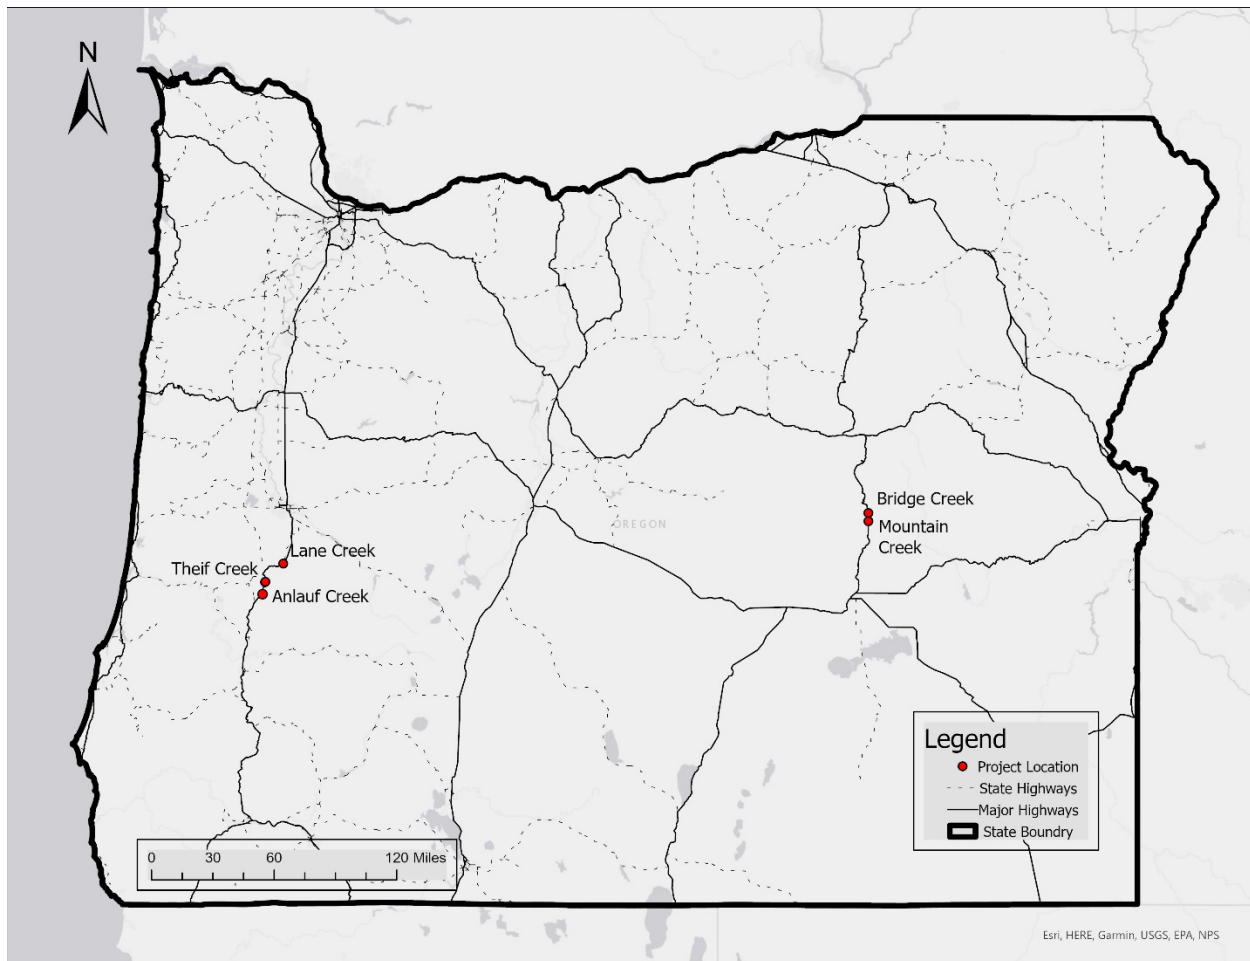 N
OREGON
Bridge Creek
Mountain
Creek
Lane Creek
Theif Creek
Anlauf Creek
Legend
Project Location
State Highways
Major Highways
State Boundry
0 30 60 120 Miles
Esri, HERE, Garmin, USGS, EPA, NPS